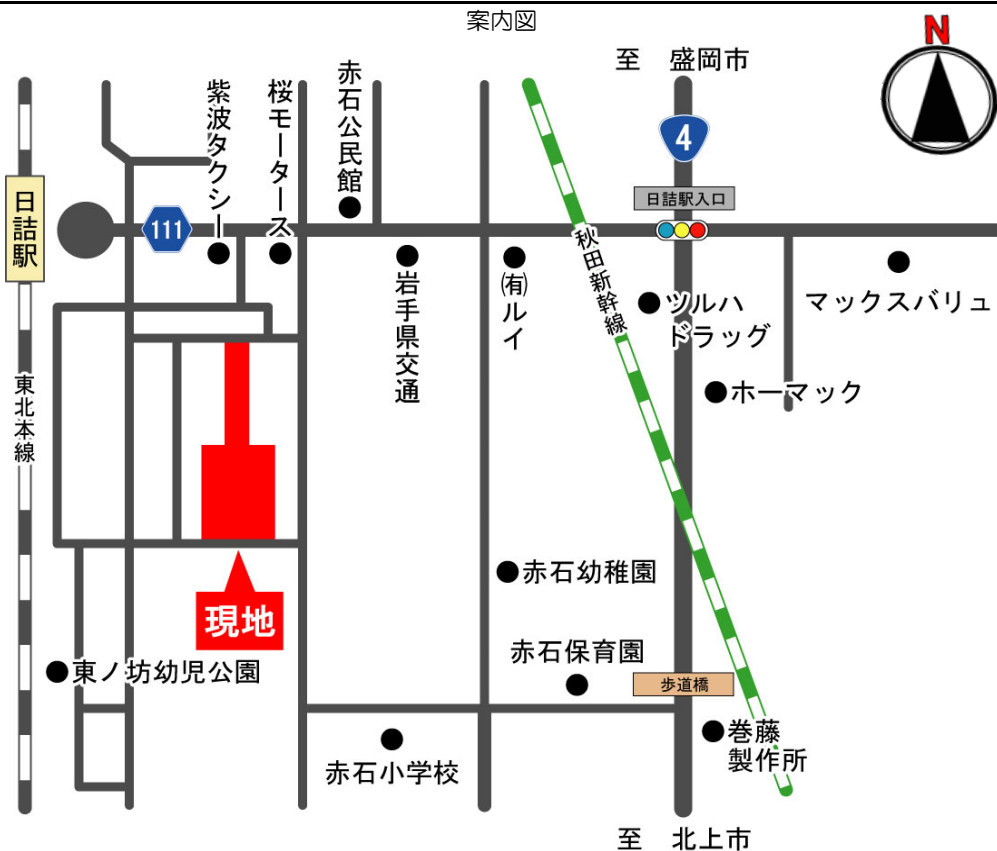 案内図
N
至 盛岡市
4
日詰駅入口
紫波タクシー
桜モータース
赤石公民館
日詰駅
111
岩手県交通
(有)ルイ
秋田新幹線
ツルハ
ドラッグ
マックスバリュ
ホーマック
東北本線
現地
赤石幼稚園
赤石保育園
歩道橋
東ノ坊幼児公園
赤石小学校
巻藤
製作所
至 北上市